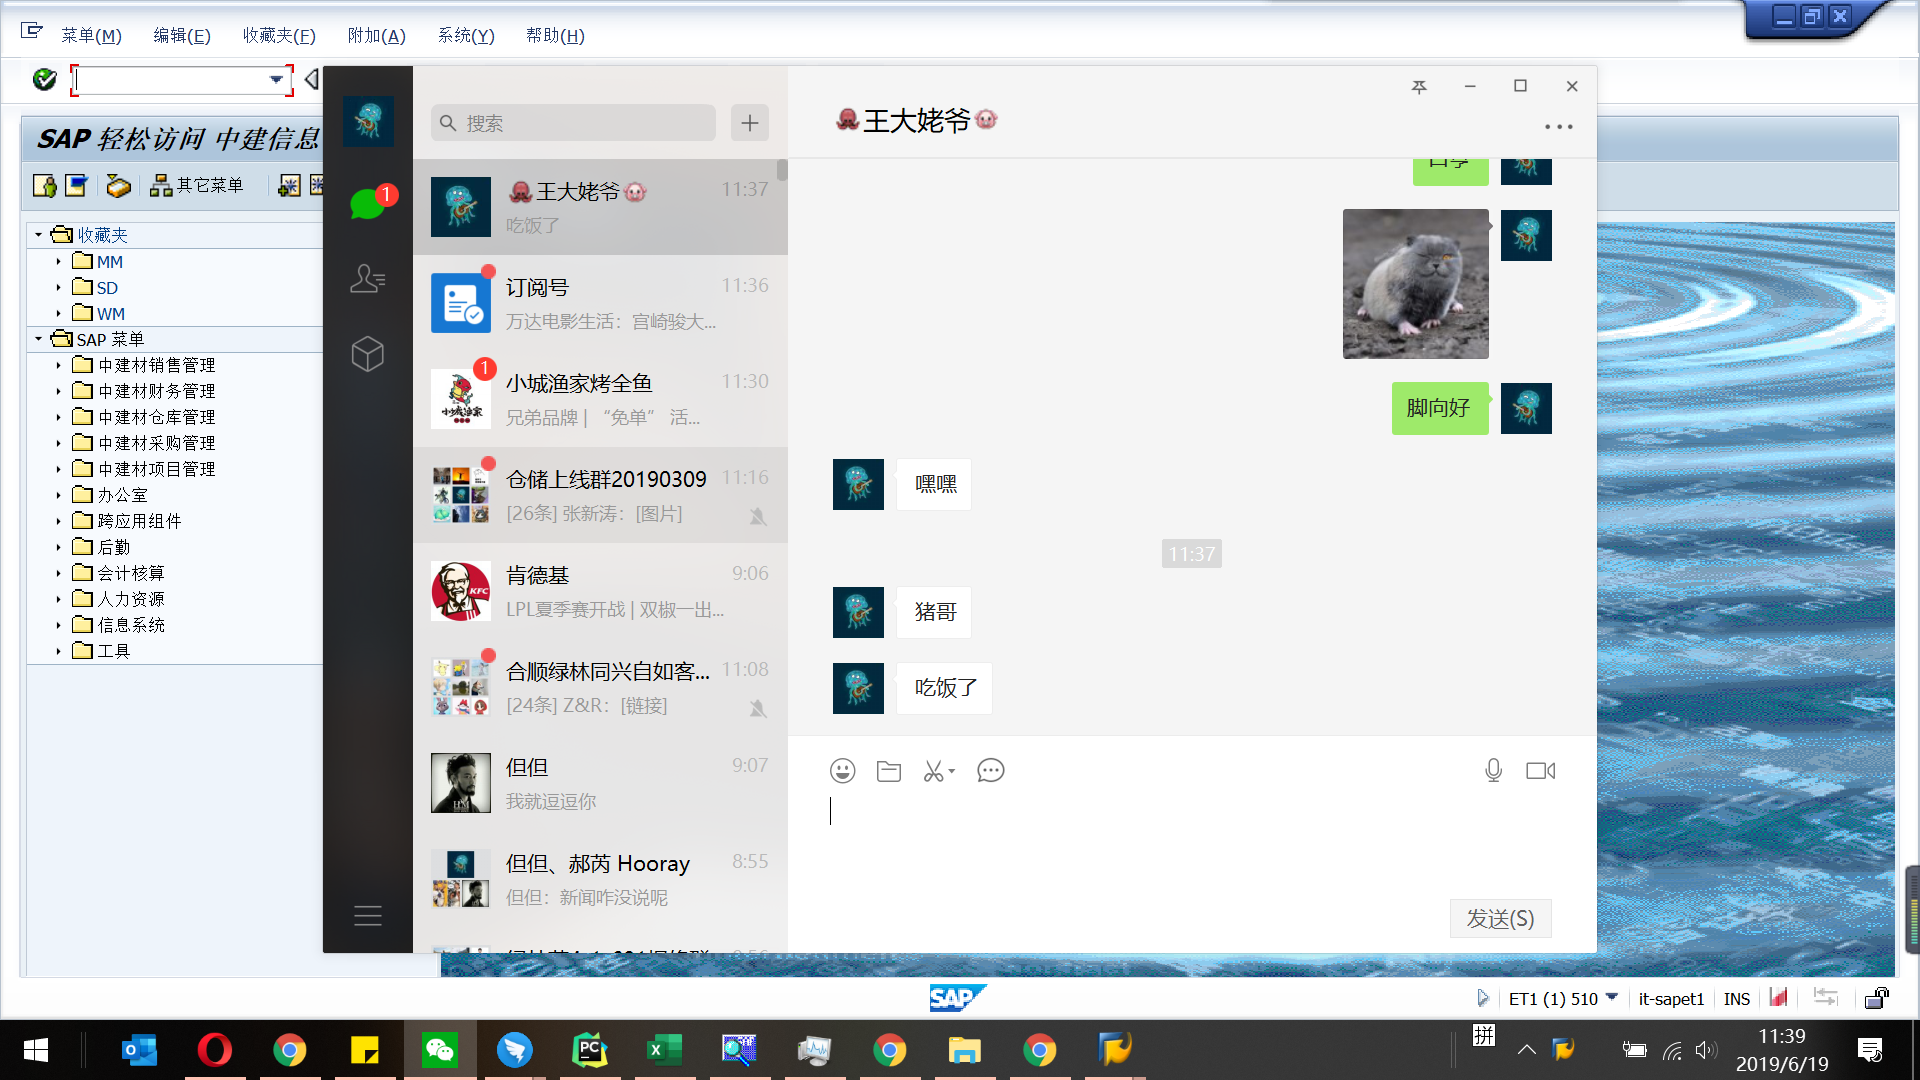 菜单(M) 编辑(E) 收藏夹(F) 附加(A) 系统(Y) 帮助(H)
SAP 轻松访问 中建信息
其它菜单
收藏夹
MM
SD
WM
SAP 菜单
中建材销售管理
中建材财务管理
中建材仓库管理
中建材采购管理
中建材项目管理
办公室
跨应用组件
后勤
会计核算
人力资源
信息系统
工具
1
搜索
王大姥爷 11:37
吃饭了
订阅号 11:36
万达电影生活：宫崎骏大...
1
小城渔家烤全鱼 11:30
兄弟品牌 | “免单” 活...
小城渔家
仓储上线群20190309 11:16
[26条] 张新涛：[图片]
肯德基 9:06
LPL夏季赛开战 | 双椒一出...
KFC
合顺绿林同兴自如客... 11:08
[24条] Z&R：[链接]
但但 9:07
我就逗逗你
但但、郝芮 Hooray 8:55
但但：新闻咋没说呢
王大姥爷
脚向好
嘿嘿
11:37
猪哥
吃饭了
发送(S)
SAP
ET1 (1) 510 it-sapet1 INS
拼
11:39
2019/6/19